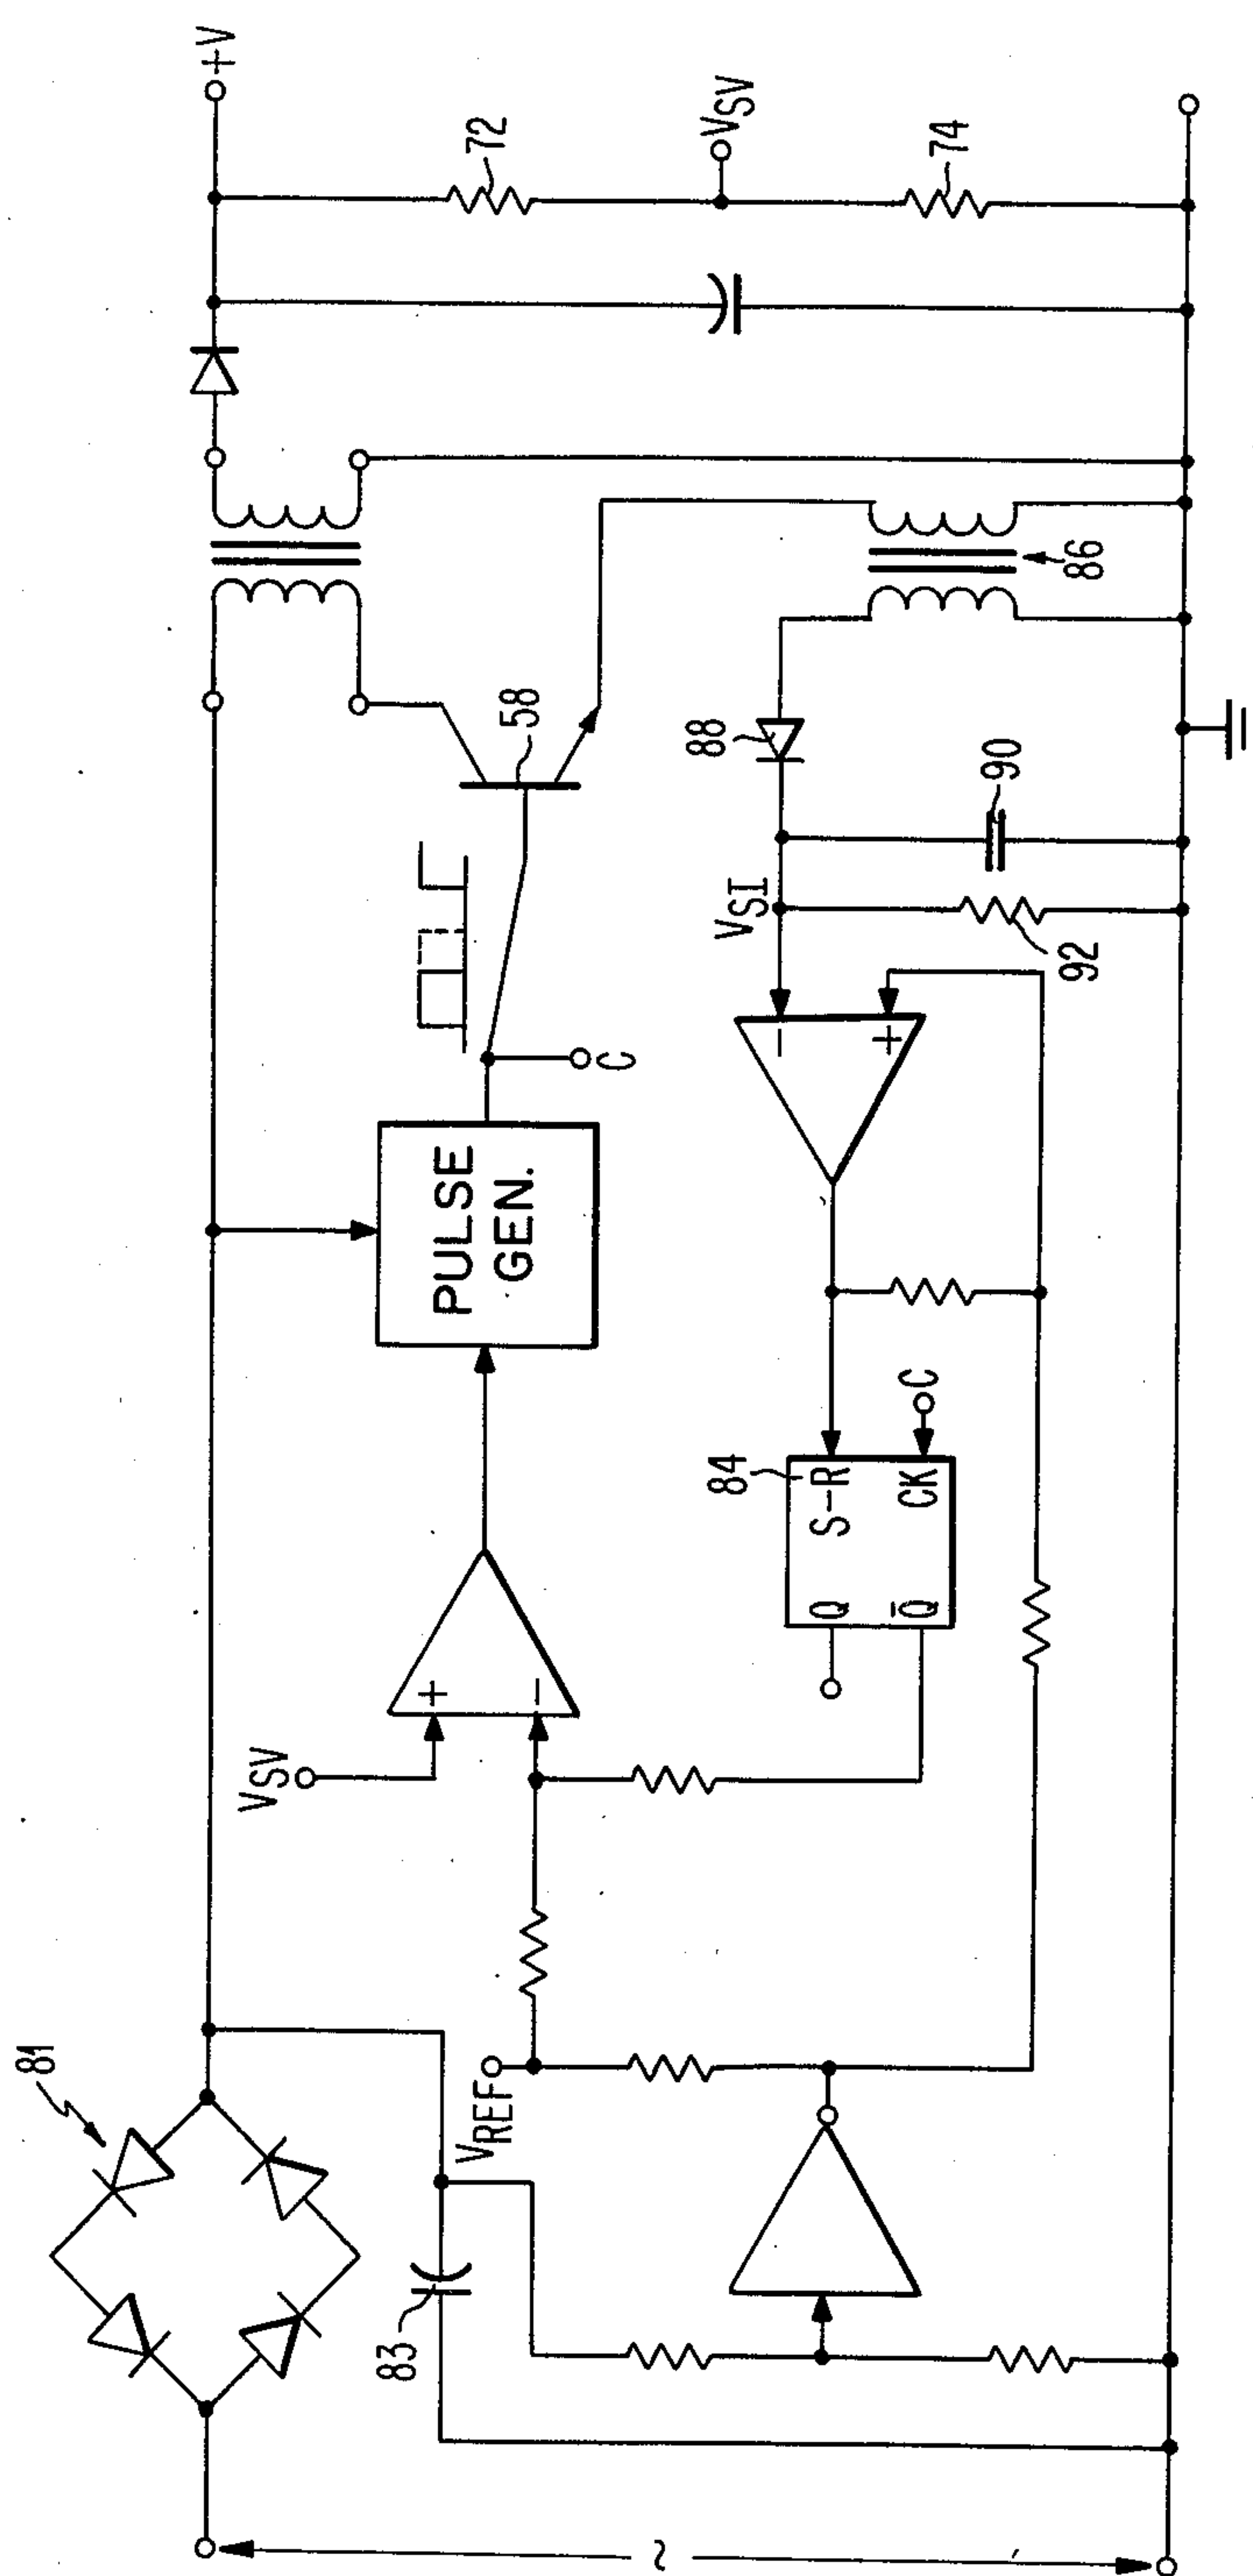 81
83
VREF
VSV
+
−
PULSE
GEN.
C
58
+V
72
VSV
74
84
Q
S-R
Q̄
CK
C
−
+
VSI
88
90
92
86
~